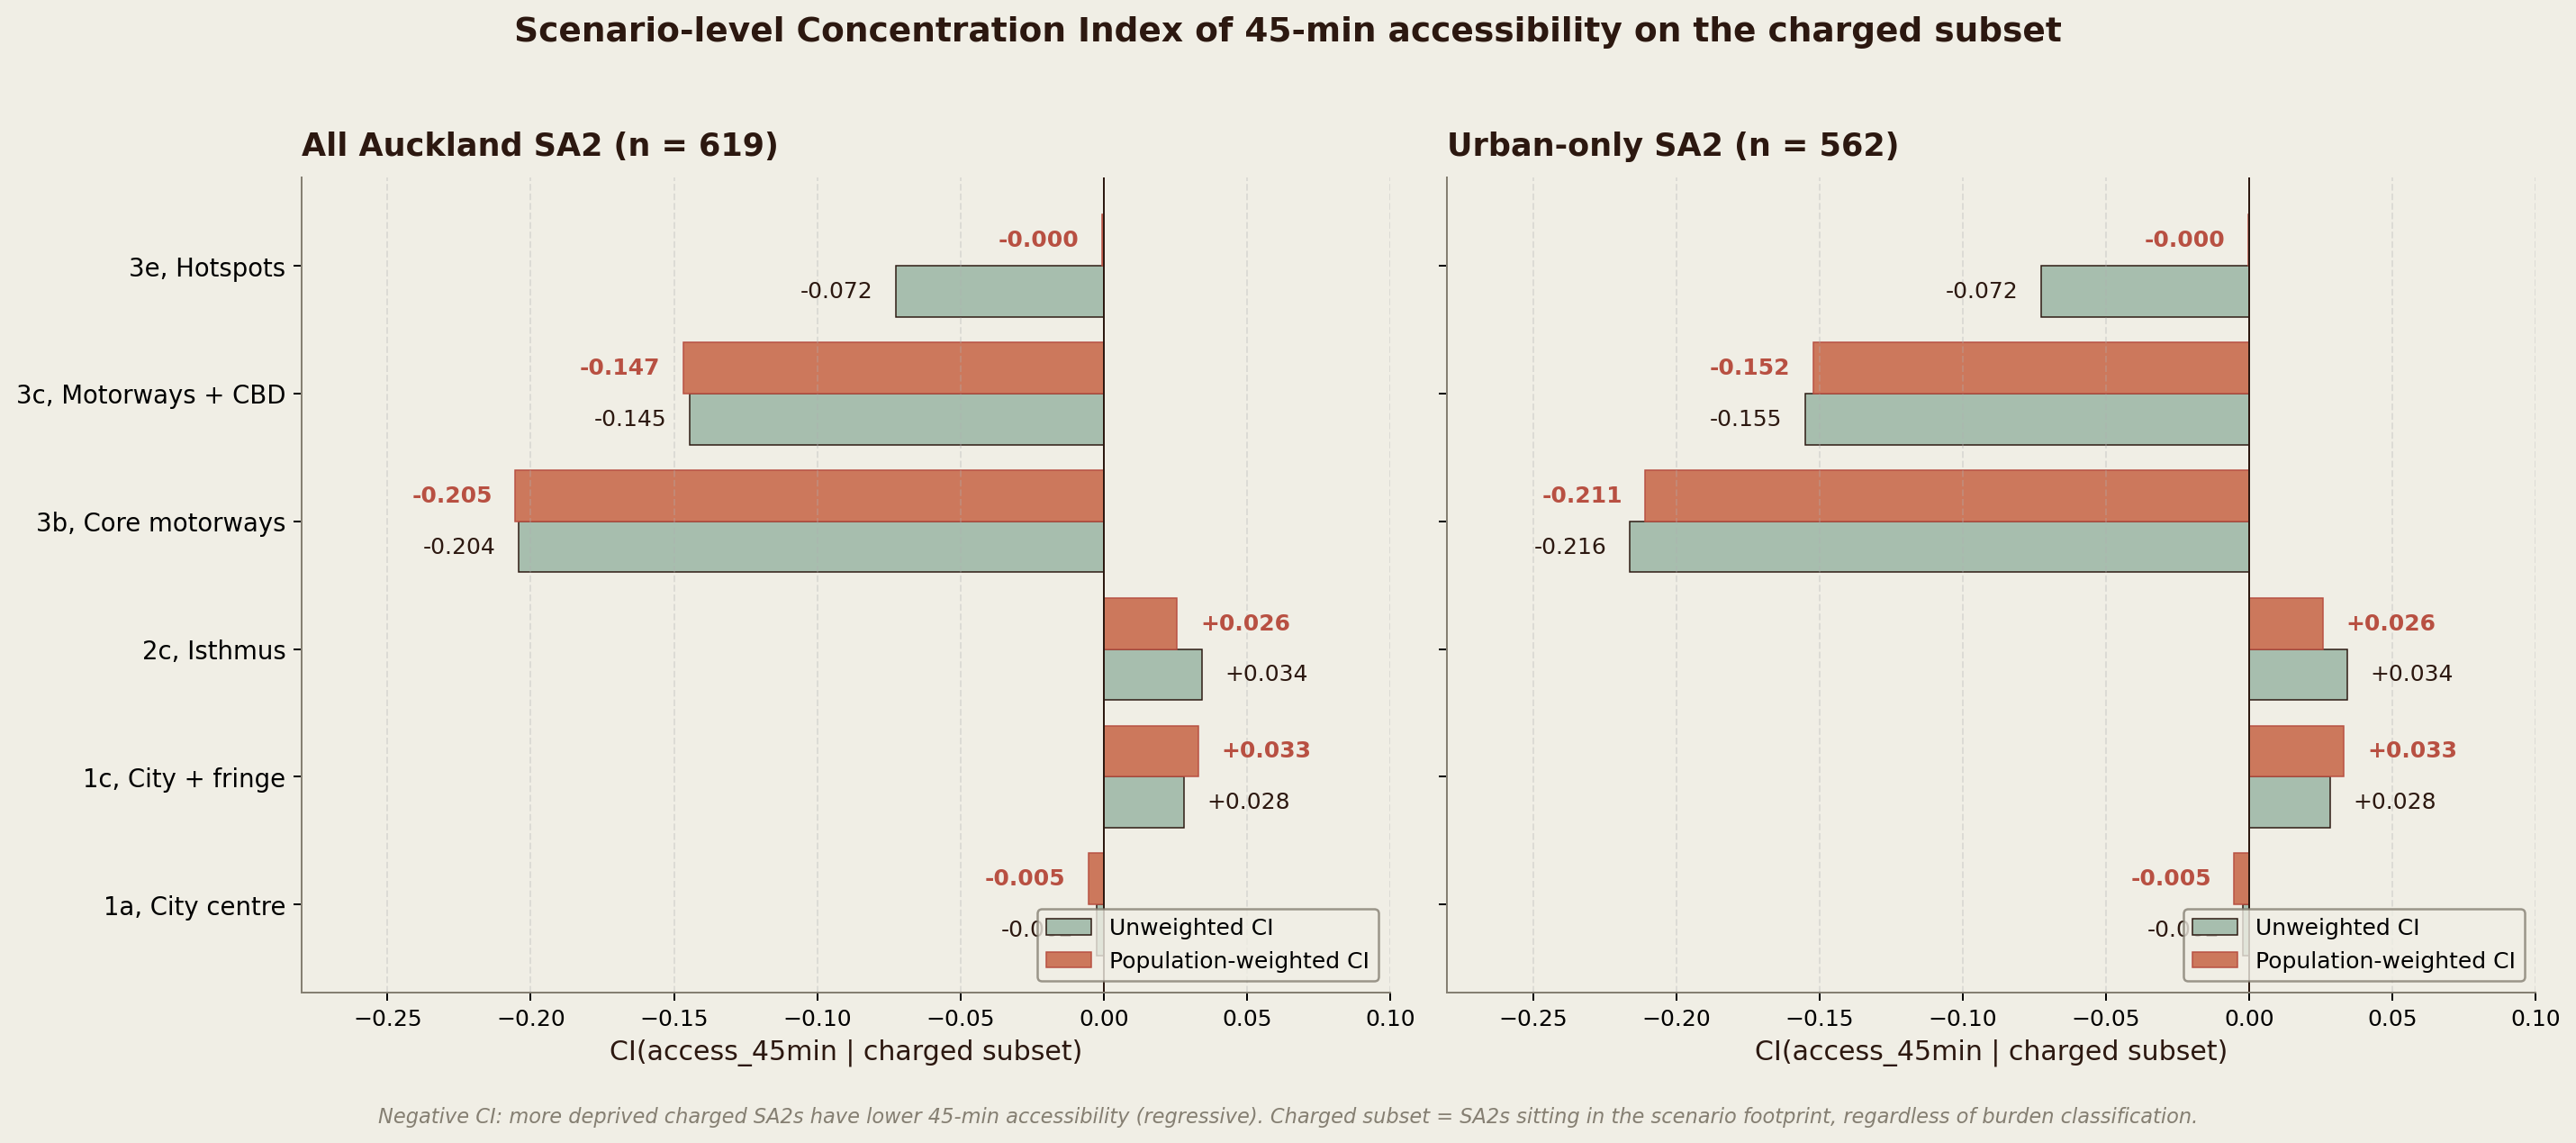 Scenario-level Concentration Index of 45-min accessibility on the charged subset
All Auckland SA2 (n = 619)
3e, Hotspots
3c, Motorways + CBD
3b, Core motorways
2c, Isthmus
1c, City + fringe
1a, City centre
-0.000
-0.072
-0.147
-0.145
-0.205
-0.204
+0.026
+0.034
+0.033
+0.028
-0.005
Unweighted CI
Population-weighted CI
−0.25 −0.20 −0.15 −0.10 −0.05 0.00 0.05 0.10
CI(access_45min | charged subset)
Urban-only SA2 (n = 562)
-0.000
-0.072
-0.152
-0.155
-0.211
-0.216
+0.026
+0.034
+0.033
+0.028
-0.005
Unweighted CI
Population-weighted CI
−0.25 −0.20 −0.15 −0.10 −0.05 0.00 0.05 0.10
CI(access_45min | charged subset)
Negative CI: more deprived charged SA2s have lower 45-min accessibility (regressive). Charged subset = SA2s sitting in the scenario footprint, regardless of burden classification.